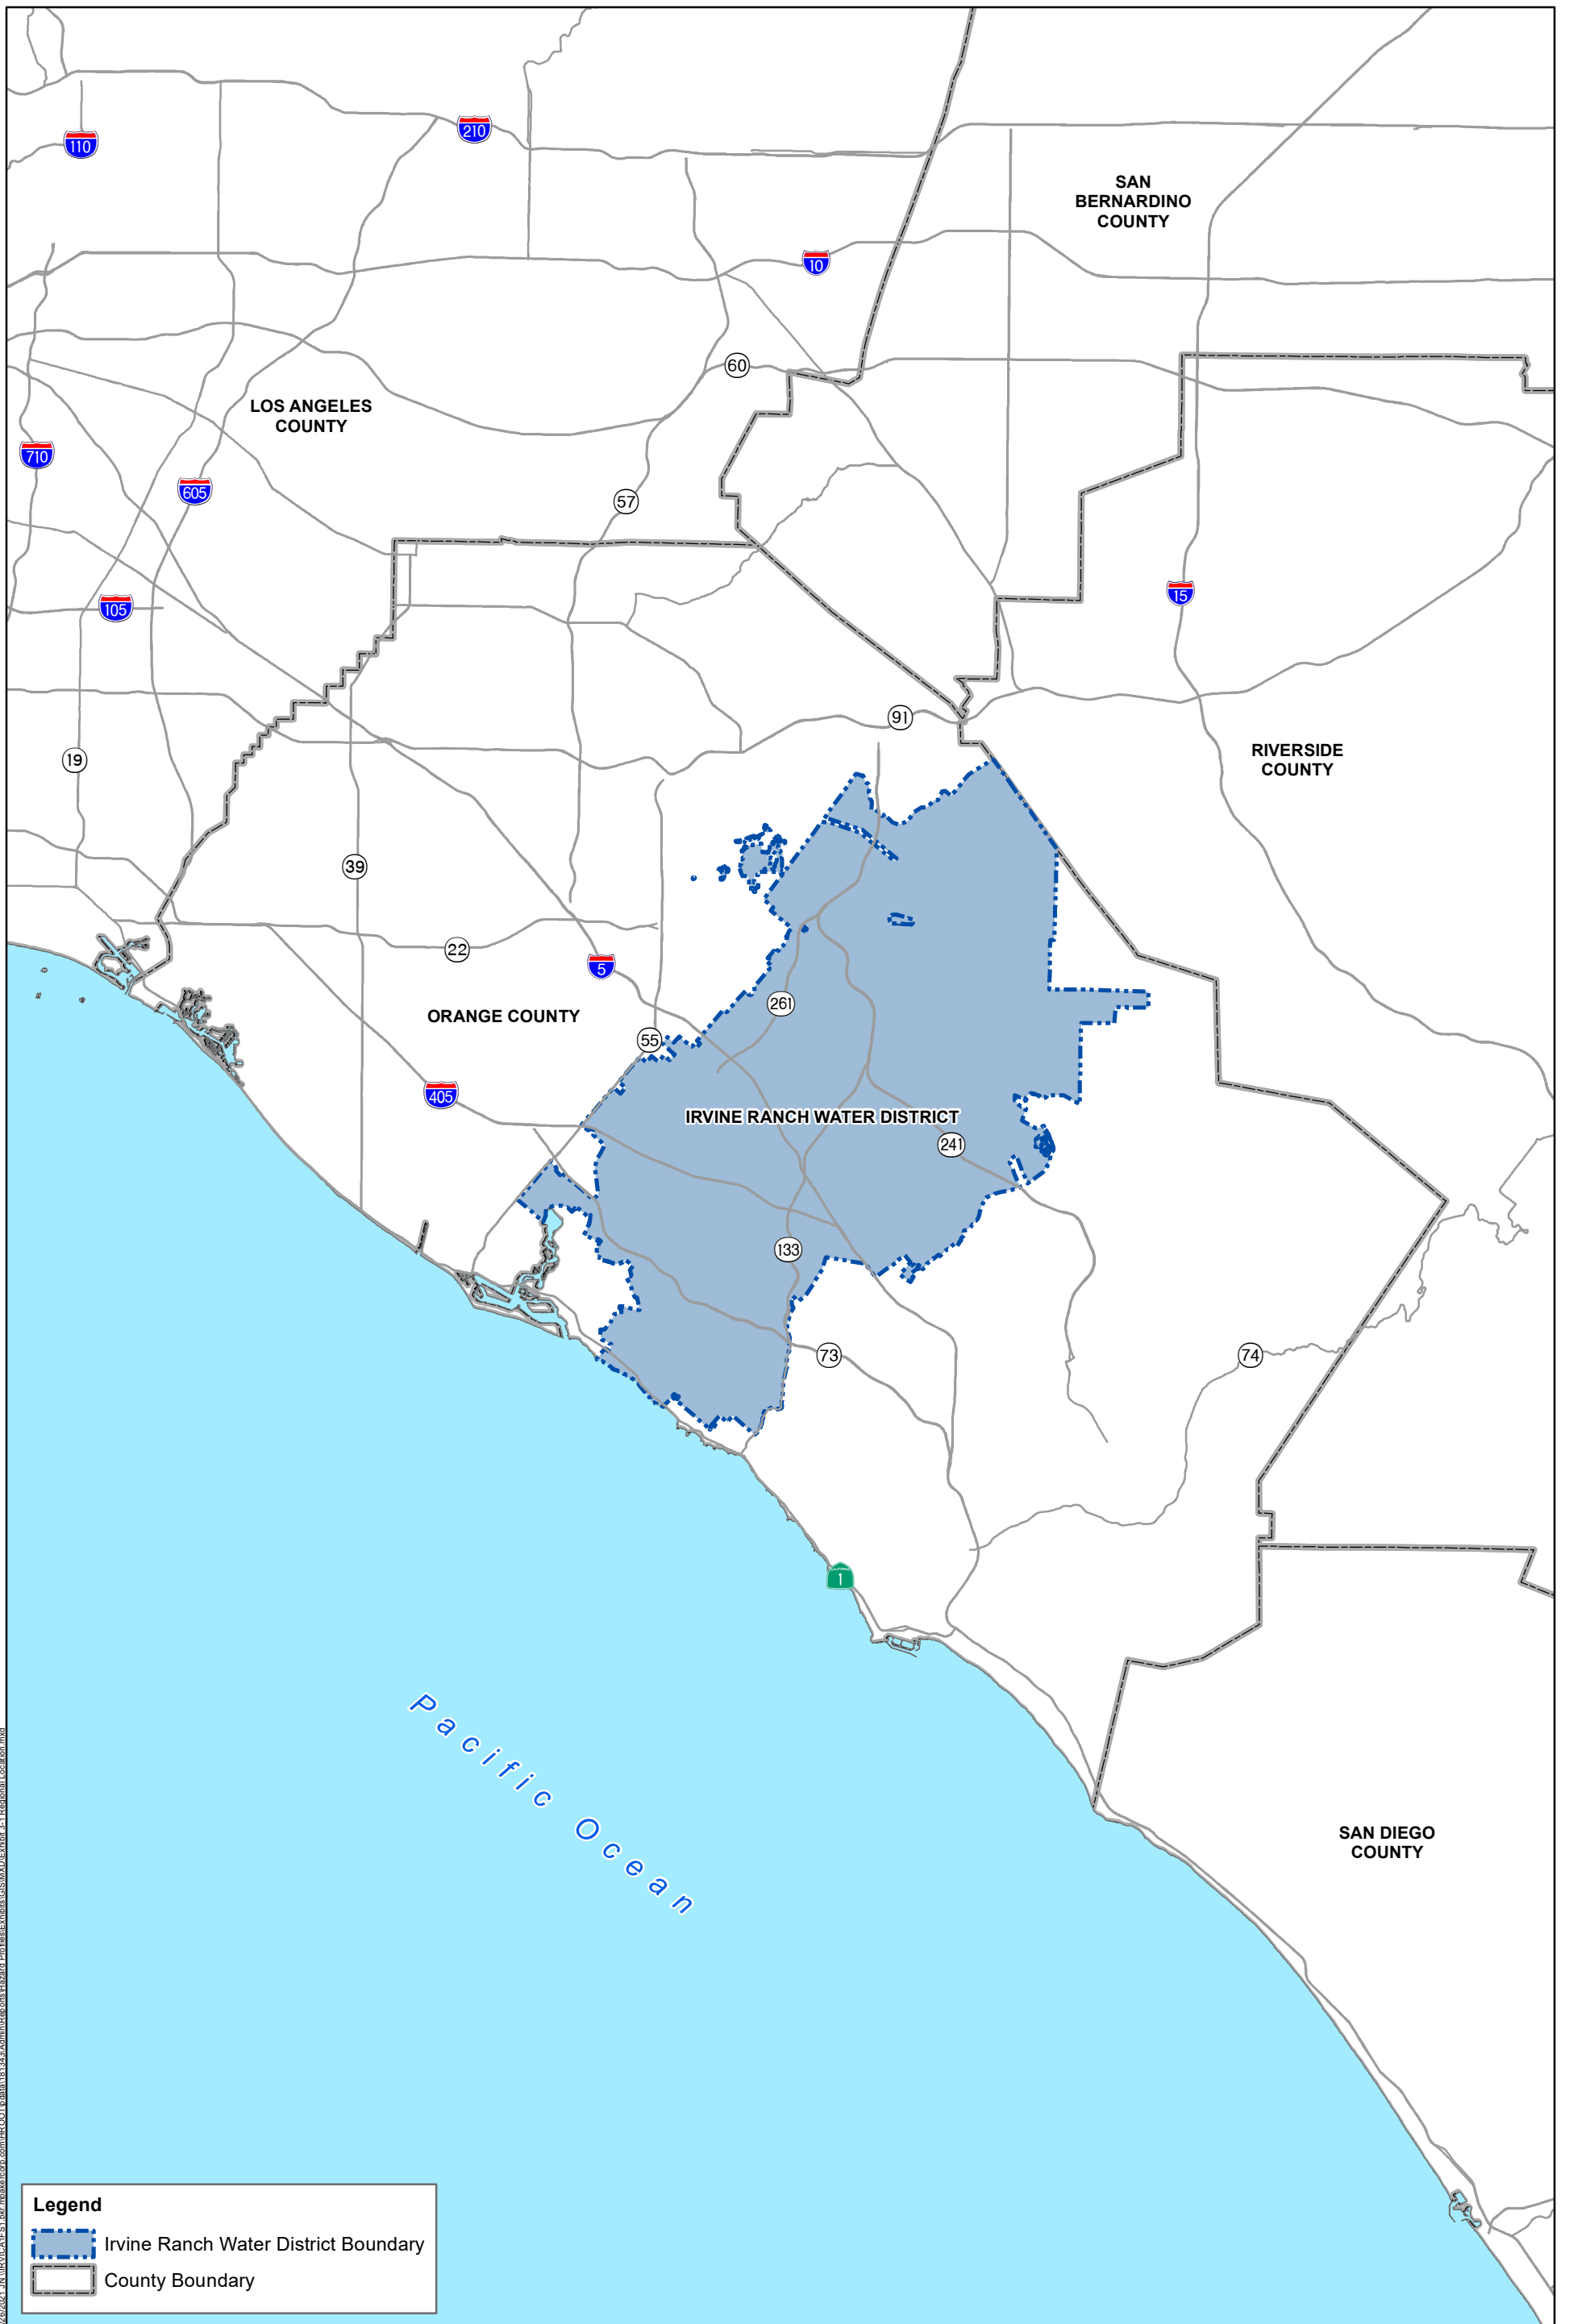 110
210
SAN
BERNARDINO
COUNTY
10
60
LOS ANGELES
COUNTY
710
605
57
105
15
91
RIVERSIDE
COUNTY
19
39
22
5
261
ORANGE COUNTY
55
405
IRVINE RANCH WATER DISTRICT
241
133
73
74
1
Pacific Ocean
SAN DIEGO
COUNTY
Legend
Irvine Ranch Water District Boundary
County Boundary